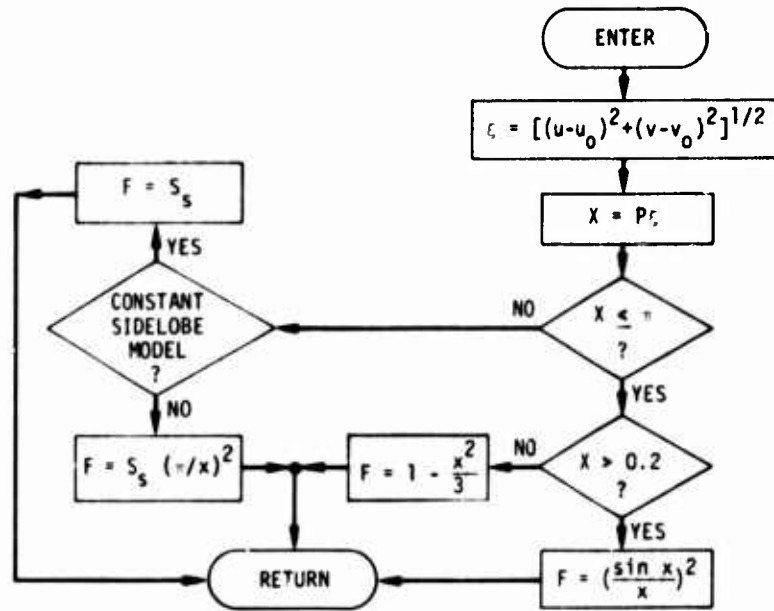 ENTER
ξ = [(u-u₀)² + (v-v₀)²]^1/2
X = Pξ
F = Sₛ
YES
CONSTANT
SIDELOBE
MODEL
?
NO
X ≤ π
?
YES
NO
F = Sₛ (π/x)²
F = 1 - x²/3
NO
X > 0.2
?
YES
RETURN
F = (sin x/x)²